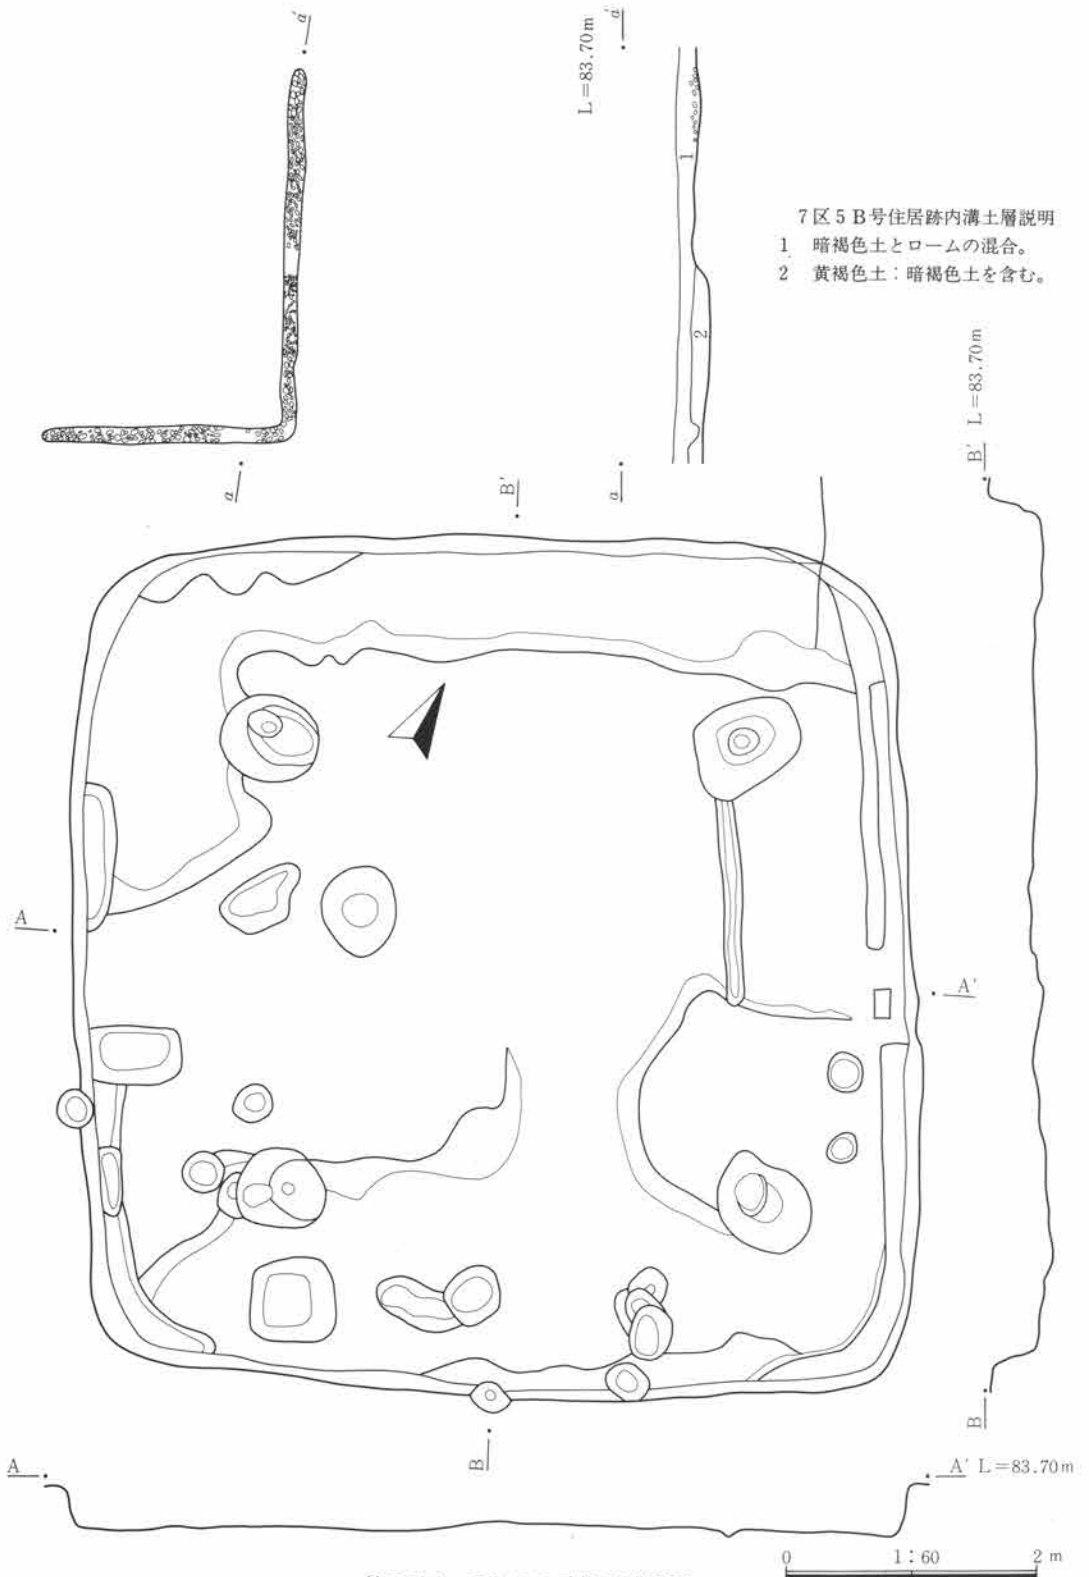 a'
a'
L=83.70m
1
7区5B号住居跡内溝土層説明
1 暗褐色土とロームの混合。
2 黄褐色土：暗褐色土を含む。
2
B' L=83.70m
a
B'
a
A
A'
B
B
A
A' L=83.70m
0 1:60 2 m